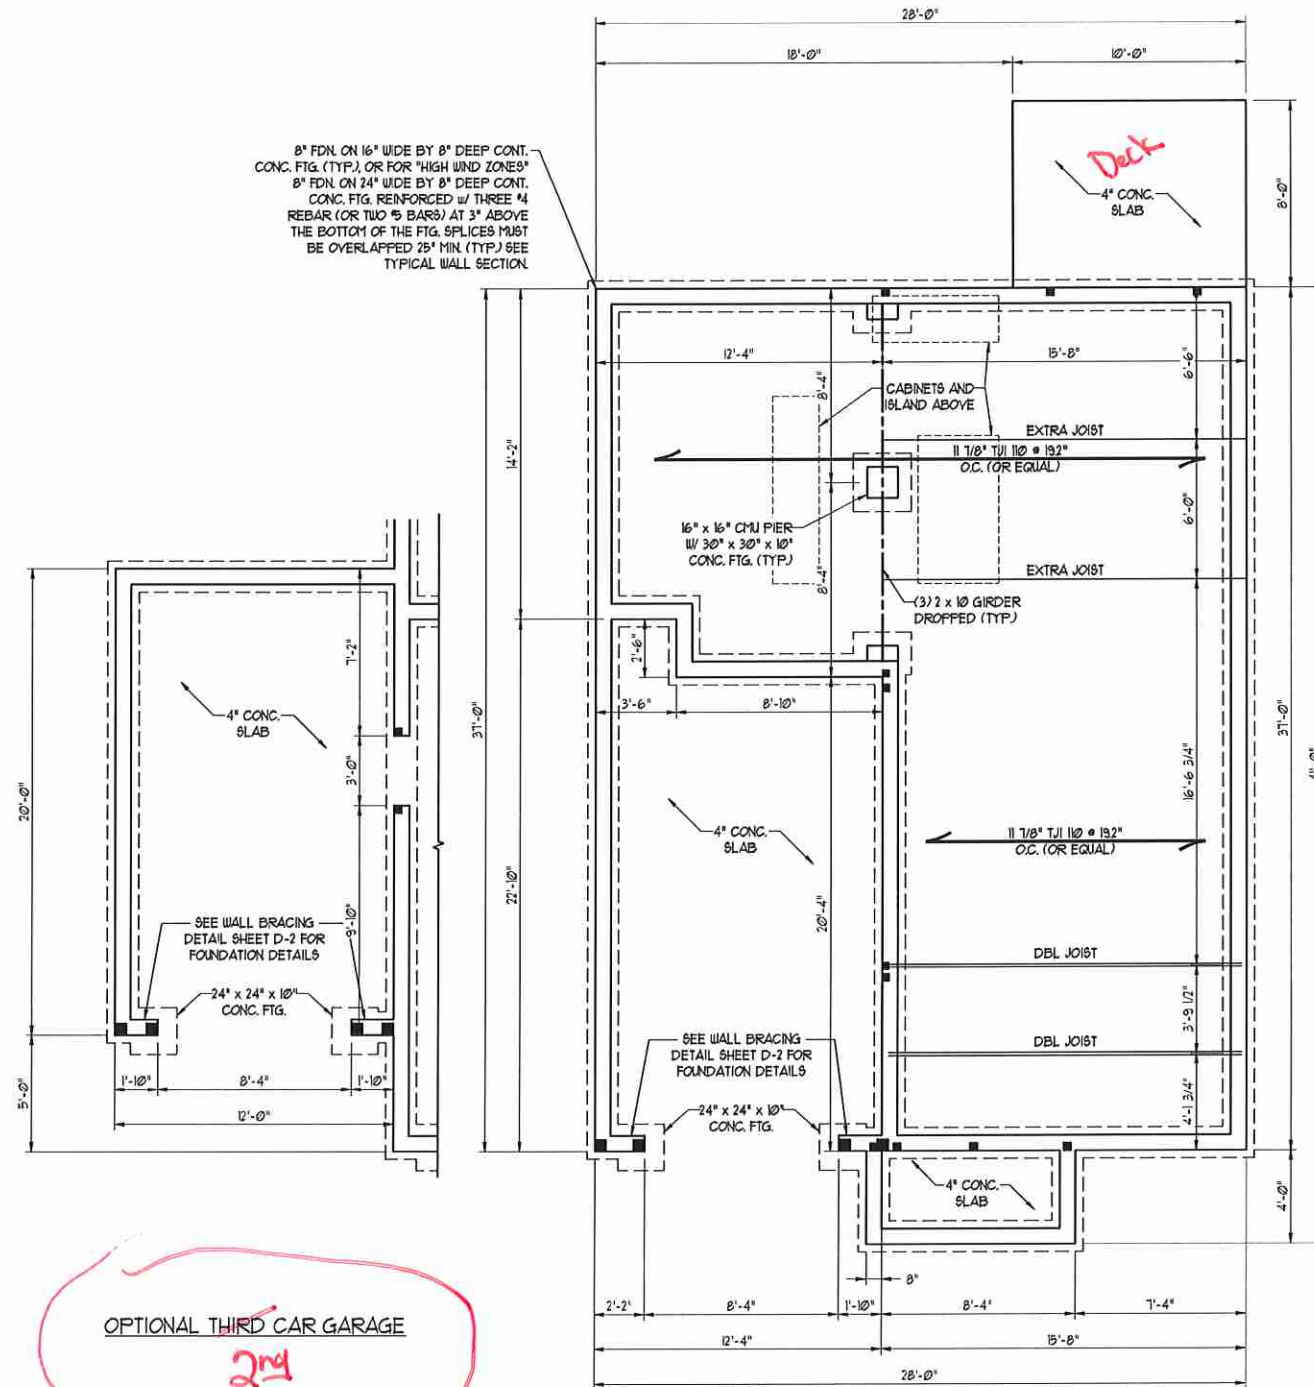 28'-0"
18'-0"
10'-0"
8" FDN. ON 16" WIDE BY 8" DEEP CONT.
CONC. FTG. (TYP.), OR FOR "HIGH WIND ZONES"
8" FDN. ON 24" WIDE BY 8" DEEP CONT.
CONC. FTG. REINFORCED w/ THREE #4
REBAR (OR TWO #5 BARS) AT 3" ABOVE
THE BOTTOM OF THE FTG. SPLICES MUST
BE OVERLAPPED 25" MIN. (TYP.) SEE
TYPICAL WALL SECTION.
Deck
4" CONC.
SLAB
8'-0"
12'-4"
15'-8"
8'-4"
6'-6"
CABINETS AND
ISLAND ABOVE
EXTRA JOIST
11 7/8" TJI 110 @ 19.2"
O.C. (OR EQUAL)
14'-2"
6'-0"
16" x 16" CMU PIER
W/ 30" x 30" x 10"
CONC. FTG. (TYP.)
8'-4"
EXTRA JOIST
(3) 2 x 10 GIRDER
DROPPED (TYP.)
2'-6"
3'-6"
8'-10"
37'-0"
37'-0"
7'-2"
4" CONC.
SLAB
3'-0"
20'-0"
16'-6 3/4"
4" CONC.
SLAB
11 7/8" TJI 110 @ 19.2"
O.C. (OR EQUAL)
22'-10"
20'-4"
9'-10"
SEE WALL BRACING
DETAIL SHEET D-2 FOR
FOUNDATION DETAILS
24" x 24" x 10"
CONC. FTG.
DBL JOIST
3'-9 1/2"
DBL JOIST
SEE WALL BRACING
DETAIL SHEET D-2 FOR
FOUNDATION DETAILS
24" x 24" x 10"
CONC. FTG.
4'-1 3/4"
1'-10"
8'-4"
1'-10"
12'-0"
5'-0"
4" CONC.
SLAB
4'-0"
8"
2'-2"
8'-4"
1'-10"
8'-4"
7'-4"
12'-4"
15'-8"
28'-0"
OPTIONAL THIRD CAR GARAGE
2nd